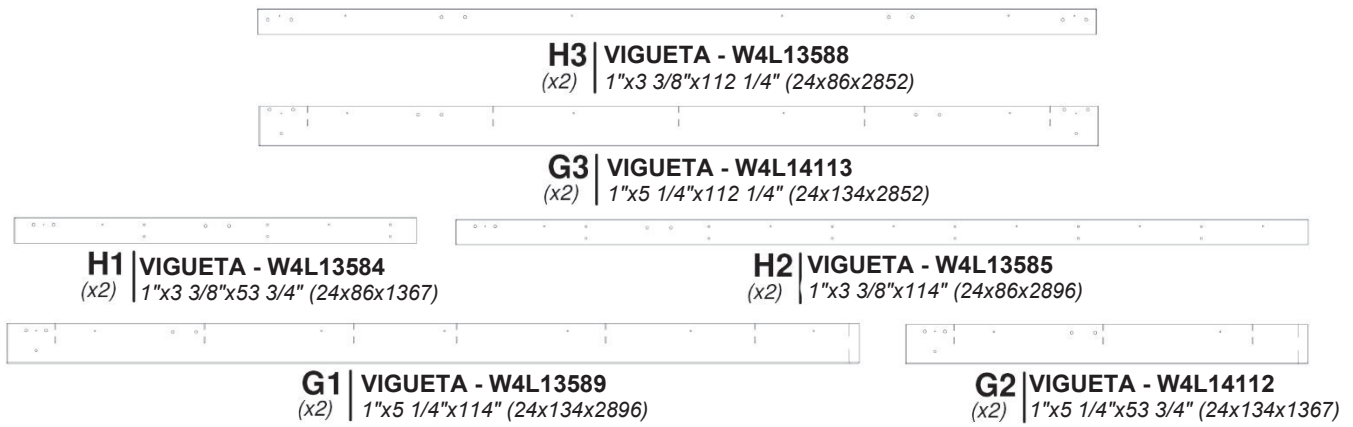 H3 VIGUETA - W4L13588
(x2) 1"x3 3/8"x112 1/4" (24x86x2852)
G3 VIGUETA - W4L14113
(x2) 1"x5 1/4"x112 1/4" (24x134x2852)
H1 VIGUETA - W4L13584
(x2) 1"x3 3/8"x53 3/4" (24x86x1367)
H2 VIGUETA - W4L13585
(x2) 1"x3 3/8"x114" (24x86x2896)
G1 VIGUETA - W4L13589
(x2) 1"x5 1/4"x114" (24x134x2896)
G2 VIGUETA - W4L14112
(x2) 1"x5 1/4"x53 3/4" (24x134x1367)